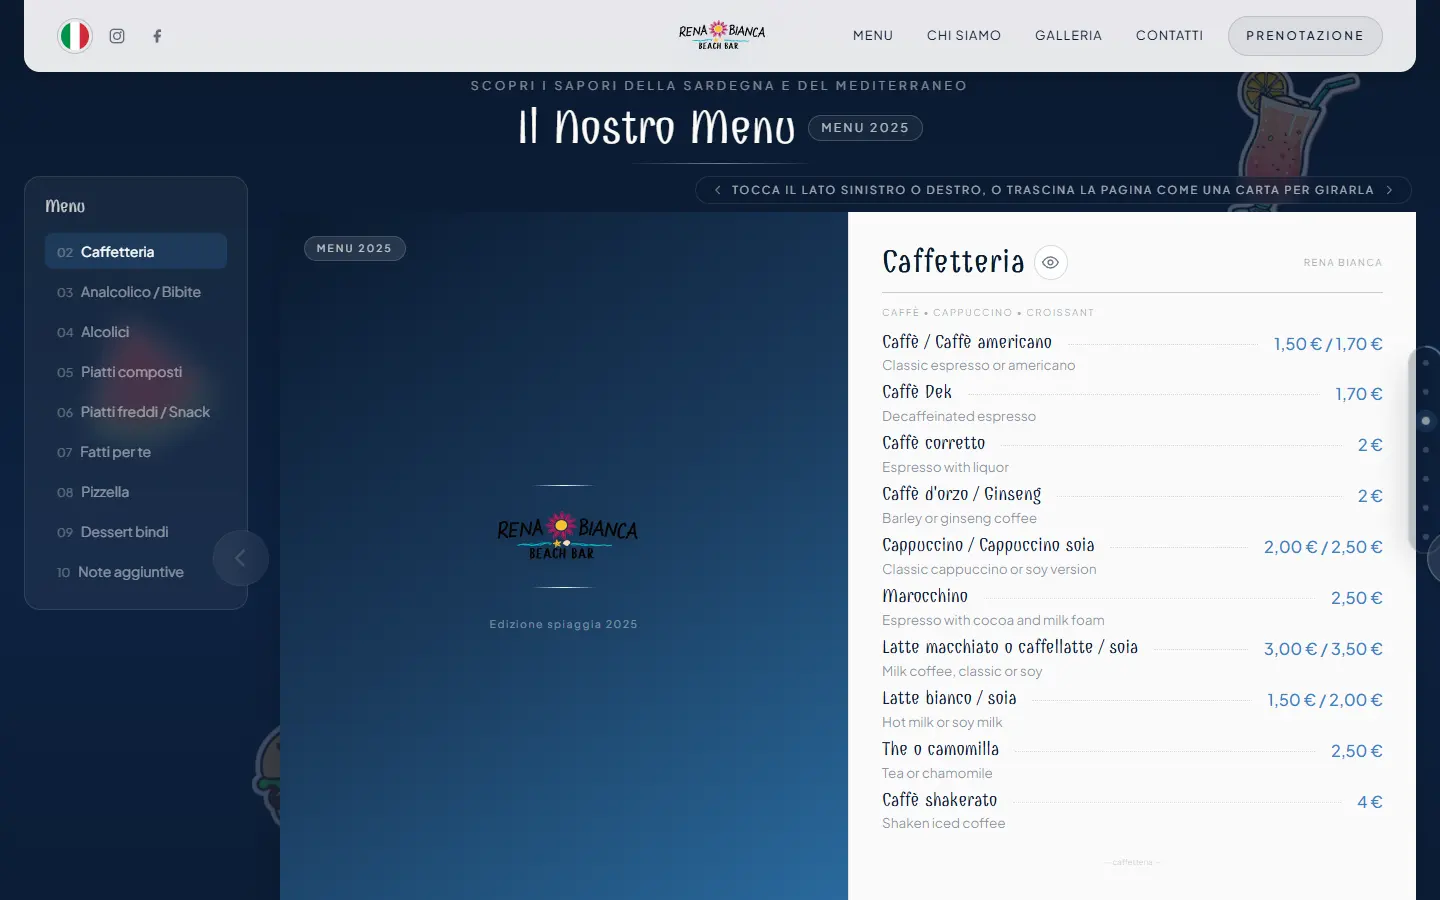 RENA BIANCA
BEACH BAR
MENU
CHI SIAMO
GALLERIA
CONTATTI
PRENOTAZIONE
SCOPRI I SAPORI DELLA SARDEGNA E DEL MEDITERRANEO
Il Nostro Menu
MENU 2025
TOCCA IL LATO SINISTRO O DESTRO, O TRASCINA LA PAGINA COME UNA CARTA PER GIRARLA
Menu
02 Caffetteria
03 Analcolico / Bibite
04 Alcolici
05 Piatti composti
06 Piatti freddi / Snack
07 Fatti per te
08 Pizzella
09 Dessert bindi
10 Note aggiuntive
MENU 2025
RENA BIANCA
BEACH BAR
Edizione spiaggia 2025
Caffetteria
RENA BIANCA
CAFFÈ • CAPPUCCINO • CROISSANT
Caffè / Caffè americano 1,50 € / 1,70 €
Classic espresso or americano
Caffè Dek 1,70 €
Decaffeinated espresso
Caffè corretto 2 €
Espresso with liquor
Caffè d'orzo / Ginseng 2 €
Barley or ginseng coffee
Cappuccino / Cappuccino soia 2,00 € / 2,50 €
Classic cappuccino or soy version
Marocchino 2,50 €
Espresso with cocoa and milk foam
Latte macchiato o caffellatte / soia 3,00 € / 3,50 €
Milk coffee, classic or soy
Latte bianco / soia 1,50 € / 2,00 €
Hot milk or soy milk
The o camomilla 2,50 €
Tea or chamomile
Caffè shakerato 4 €
Shaken iced coffee
— caffetteria —